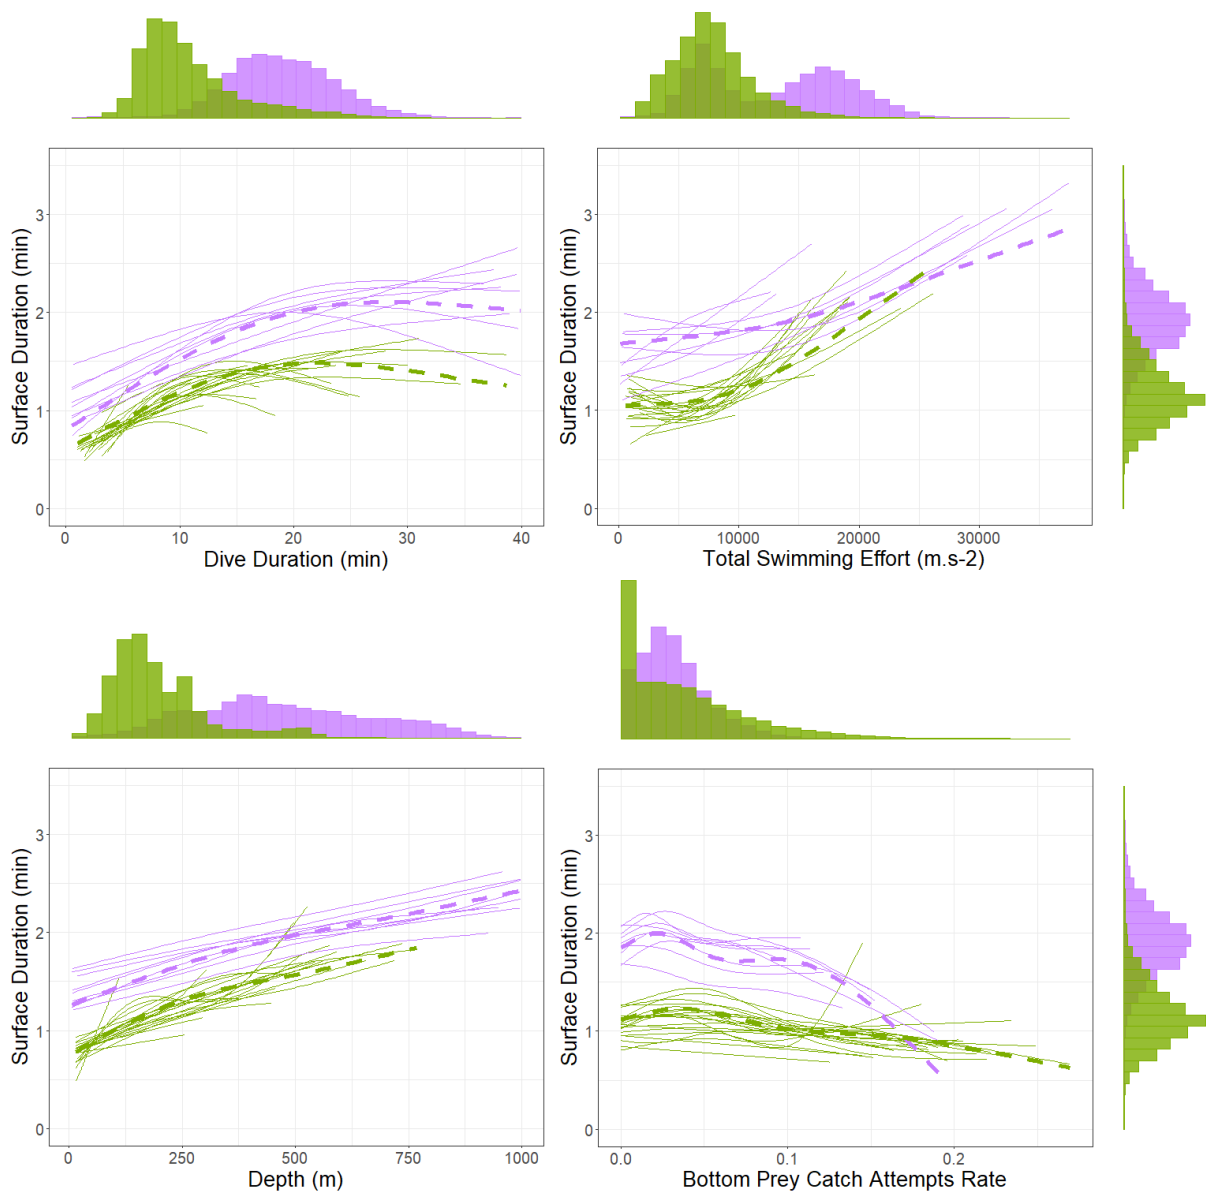 3
2
1
0
Surface Duration (min)
0 10 20 30 40
Dive Duration (min)
3
2
1
0
Surface Duration (min)
0 10000 20000 30000
Total Swimming Effort (m.s-2)
3
2
1
0
Surface Duration (min)
0 250 500 750 1000
Depth (m)
3
2
1
0
Surface Duration (min)
0.0 0.1 0.2
Bottom Prey Catch Attempts Rate